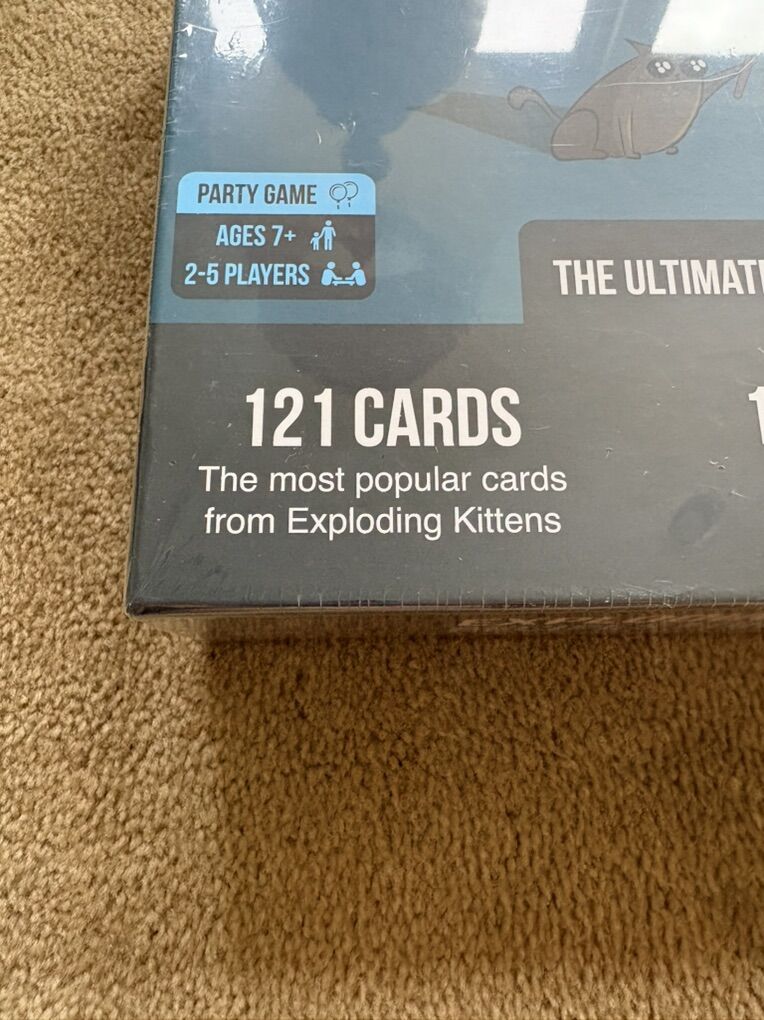 PARTY GAME
AGES 7+
2-5 PLAYERS
THE ULTIMAT
121 CARDS
The most popular cards
from Exploding Kittens